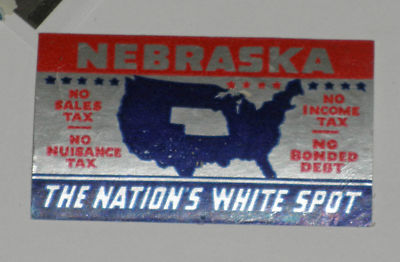 NEBRASKA
NO
SALES
TAX
NO
NUISANCE
TAX
NO
INCOME
TAX
NO
BONDED
DEBT
THE NATION'S WHITE SPOT